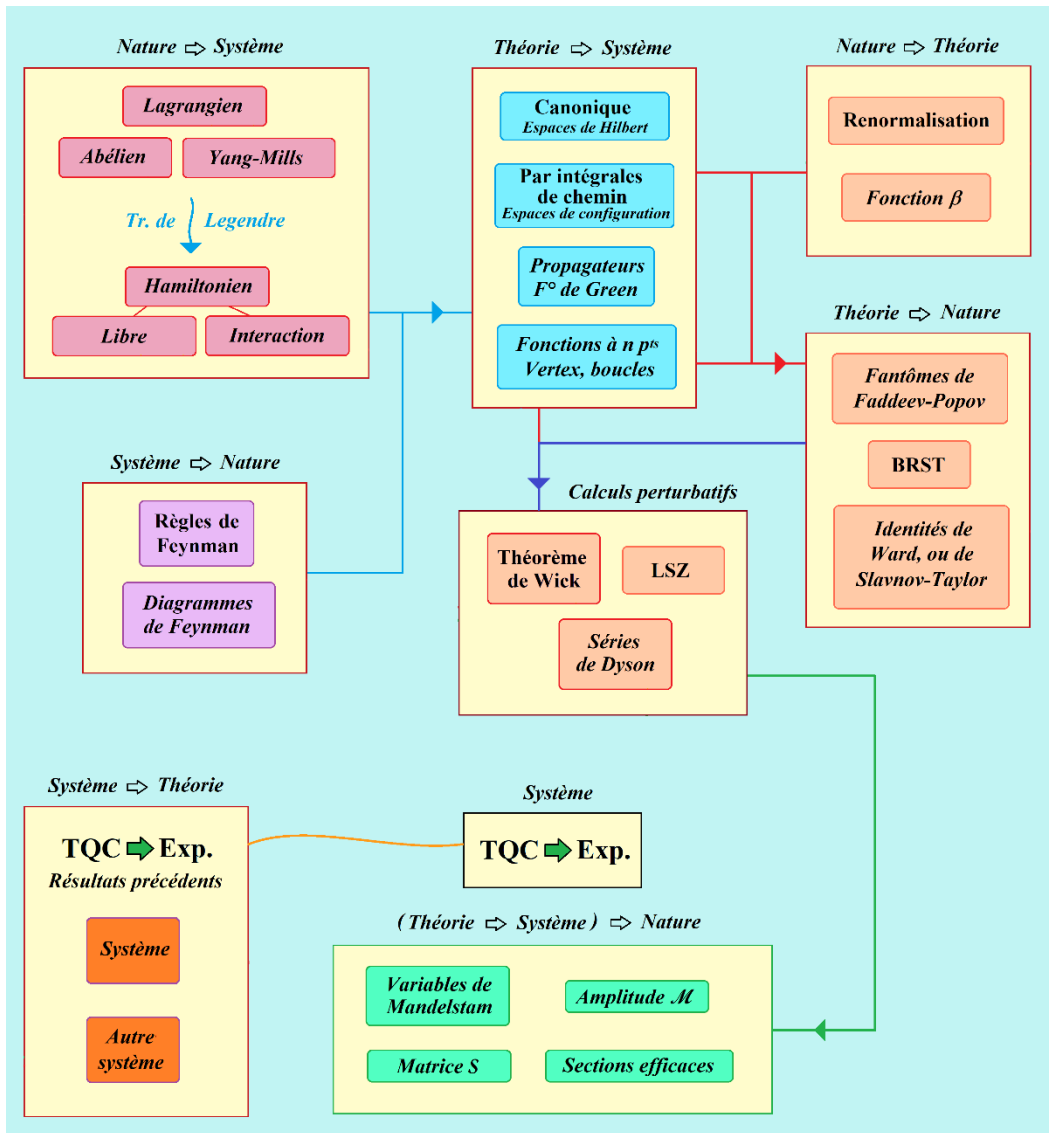 Nature ⇨ Système
Lagrangien
Abélien
Yang-Mills
Tr. de Legendre
Hamiltonien
Libre
Interaction
Théorie ⇨ Système
Canonique
Espaces de Hilbert
Par intégrales
de chemin
Espaces de configuration
Propagateurs
F° de Green
Fonctions à n pts
Vertex, boucles
Nature ⇨ Théorie
Renormalisation
Fonction β
Théorie ⇨ Nature
Fantômes de
Faddeev-Popov
BRST
Identités de
Ward, ou de
Slavnov-Taylor
Système ⇨ Nature
Règles de
Feynman
Diagrammes
de Feynman
Calculs perturbatifs
Théorème
de Wick
LSZ
Séries
de Dyson
Système ⇨ Théorie
TQC ➡ Exp.
Résultats précédents
Système
Autre
système
Système
TQC ➡ Exp.
(Théorie ⇨ Système) ⇨ Nature
Variables de
Mandelstam
Amplitude ℳ
Matrice S
Sections efficaces